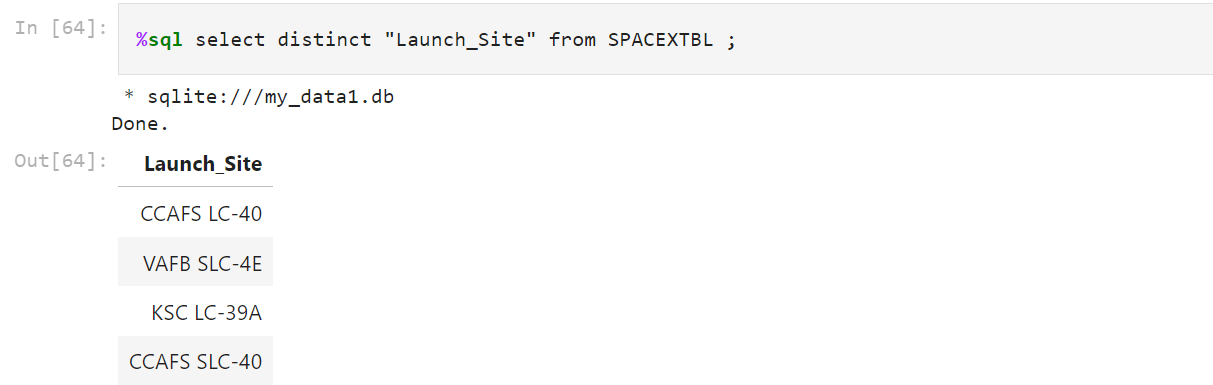 In [64]:
%sql select distinct "Launch_Site" from SPACEXTBL ;
* sqlite:///my_data1.db
Done.
Out[64]:
Launch_Site
CCAFS LC-40
VAFB SLC-4E
KSC LC-39A
CCAFS SLC-40